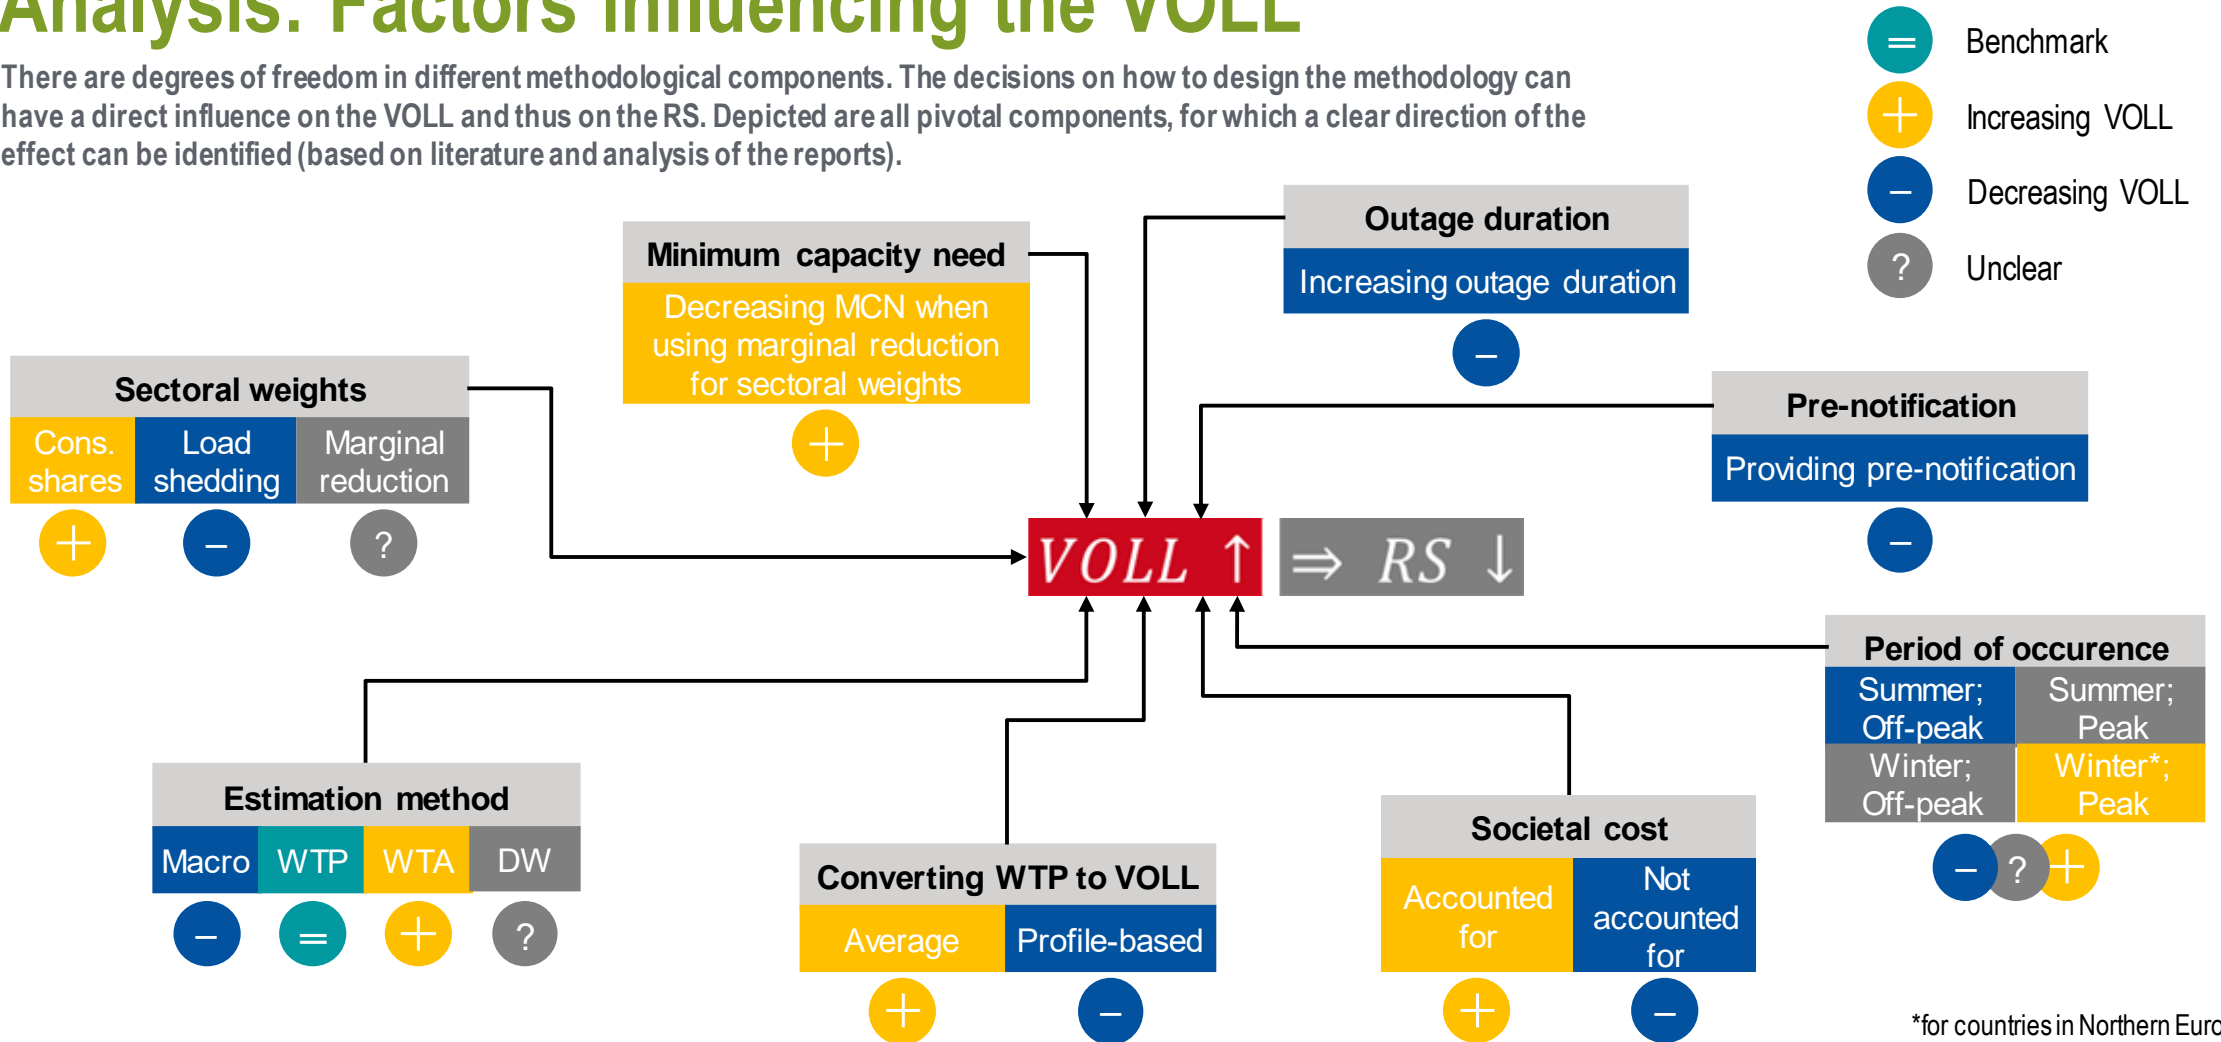 Analysis: Factors influencing the VOLL
There are degrees of freedom in different methodological components. The decisions on how to design the methodology can
have a direct influence on the VOLL and thus on the RS. Depicted are all pivotal components, for which a clear direction of the
effect can be identified (based on literature and analysis of the reports).
= Benchmark
+ Increasing VOLL
– Decreasing VOLL
? Unclear
Minimum capacity need
Decreasing MCN when
using marginal reduction
for sectoral weights
+
Outage duration
Increasing outage duration
–
Sectoral weights
Cons.
shares
Load
shedding
Marginal
reduction
+ – ?
Pre-notification
Providing pre-notification
–
VOLL ↑ ⇒ RS ↓
Period of occurence
Summer;
Off-peak
Summer;
Peak
Winter;
Off-peak
Winter*;
Peak
– ? +
Estimation method
Macro WTP WTA DW
– = + ?
Converting WTP to VOLL
Average Profile-based
+ –
Societal cost
Accounted
for
Not
accounted
for
+ –
*for countries in Northern Euro